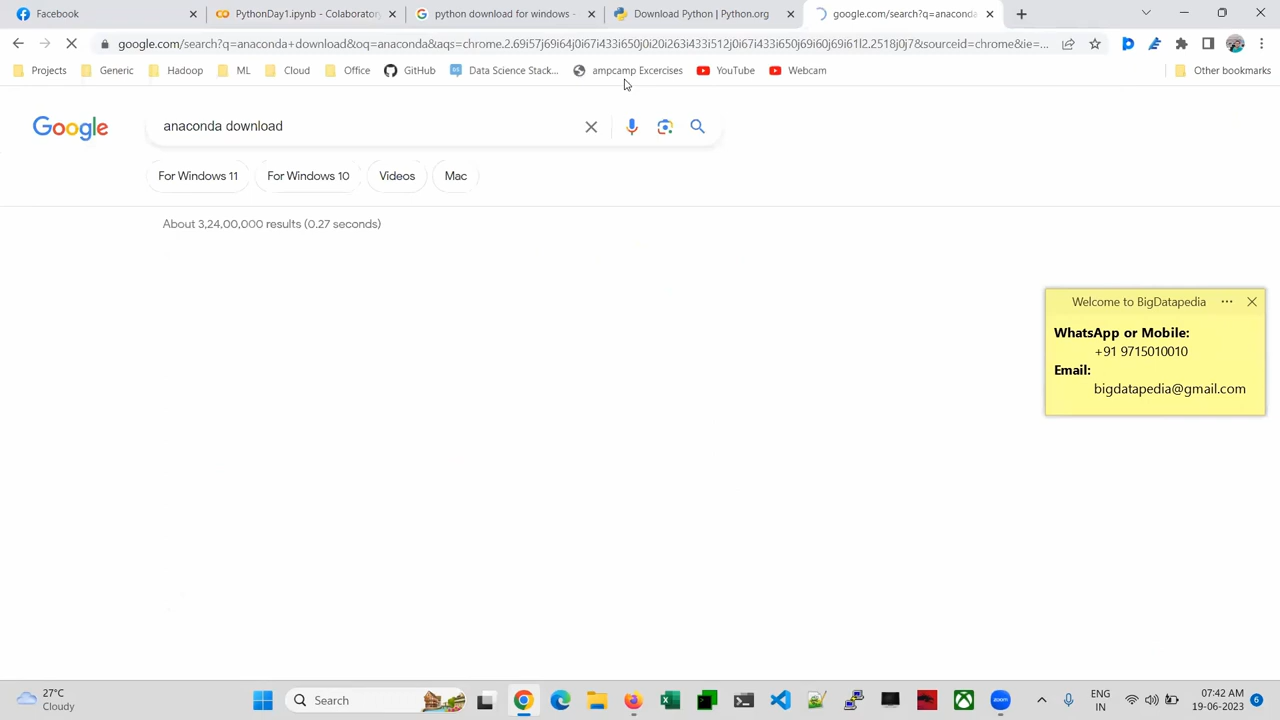 Facebook
PythonDay1.ipynb - Colaborator
python download for windows -
Download Python | Python.org
google.com/search?q=anaconda
google.com/search?q=anaconda+download&oq=anaconda&aqs=chrome.2.69i57j69i64j0i67i433i650j0i20i263i433i512j0i67i433i650j69i60j69i61l2.2518j0j7&sourceid=chrome&ie=...
Projects
Generic
Hadoop
ML
Cloud
Office
GitHub
Data Science Stack...
ampcamp Excercises
YouTube
Webcam
Other bookmarks
Google
anaconda download
For Windows 11
For Windows 10
Videos
Mac
About 3,24,00,000 results (0.27 seconds)
Welcome to BigDatapedia
WhatsApp or Mobile:
+91 9715010010
Email:
bigdatapedia@gmail.com
27°C
Cloudy
Search
zoom
ENG
IN
07:42 AM
19-06-2023
6